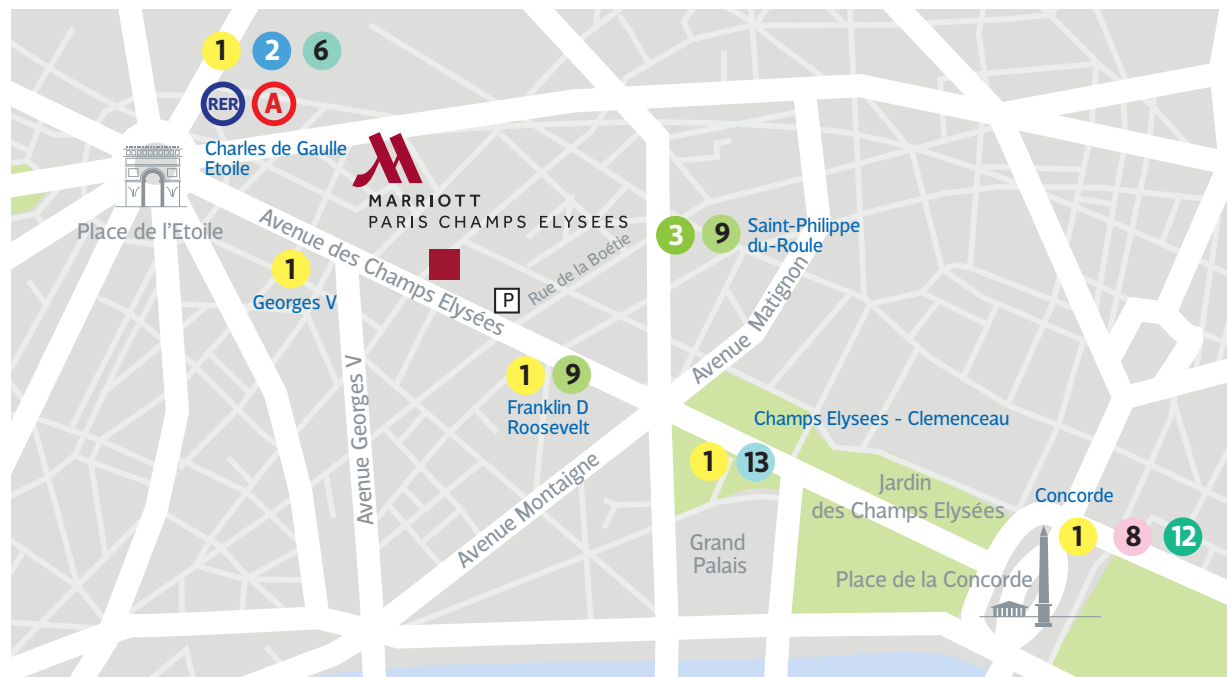 1 2 6
RER A
Charles de Gaulle
Etoile
MARRIOTT
PARIS CHAMPS ELYSEES
Place de l'Etoile
Avenue des Champs Elysées
1
Georges V
P
Rue de la Boétie
3 9
Saint-Philippe
du-Roule
Avenue Matignon
1 9
Franklin D
Roosevelt
Avenue Georges V
Avenue Montaigne
Champs Elysees - Clemenceau
1 13
Jardin
des Champs Elysées
Grand
Palais
Concorde
1 8 12
Place de la Concorde